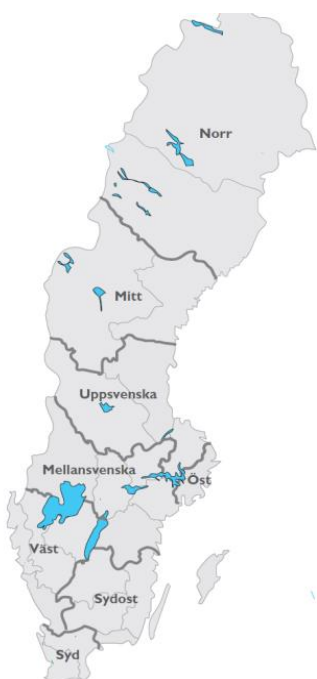 Norr
Mitt
Uppsvenska
Mellansvenska
Öst
Väst
Sydost
Syd